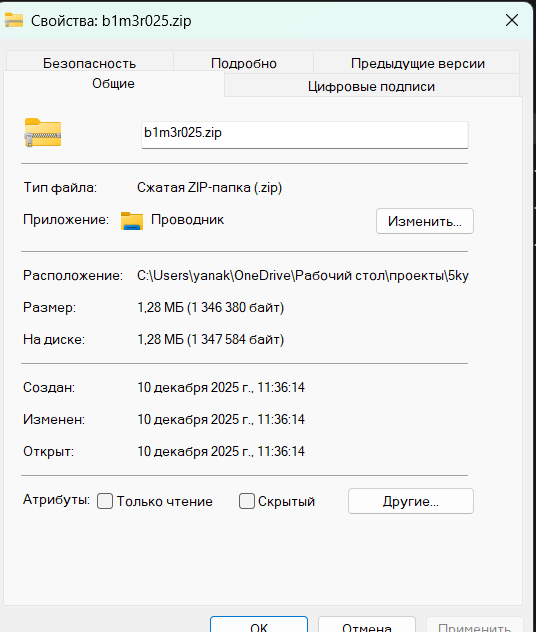 Свойства: b1m3r025.zip
Безопасность Подробно Предыдущие версии
Общие Цифровые подписи
b1m3r025.zip
Тип файла: Сжатая ZIP-папка (.zip)
Приложение: Проводник Изменить...
Расположение: C:\Users\yanak\OneDrive\Рабочий стол\проекты\5ky
Размер: 1,28 МБ (1 346 380 байт)
На диске: 1,28 МБ (1 347 584 байт)
Создан: 10 декабря 2025 г., 11:36:14
Изменен: 10 декабря 2025 г., 11:36:14
Открыт: 10 декабря 2025 г., 11:36:14
Атрибуты: Только чтение Скрытый Другие...
ОК Отмена Применить